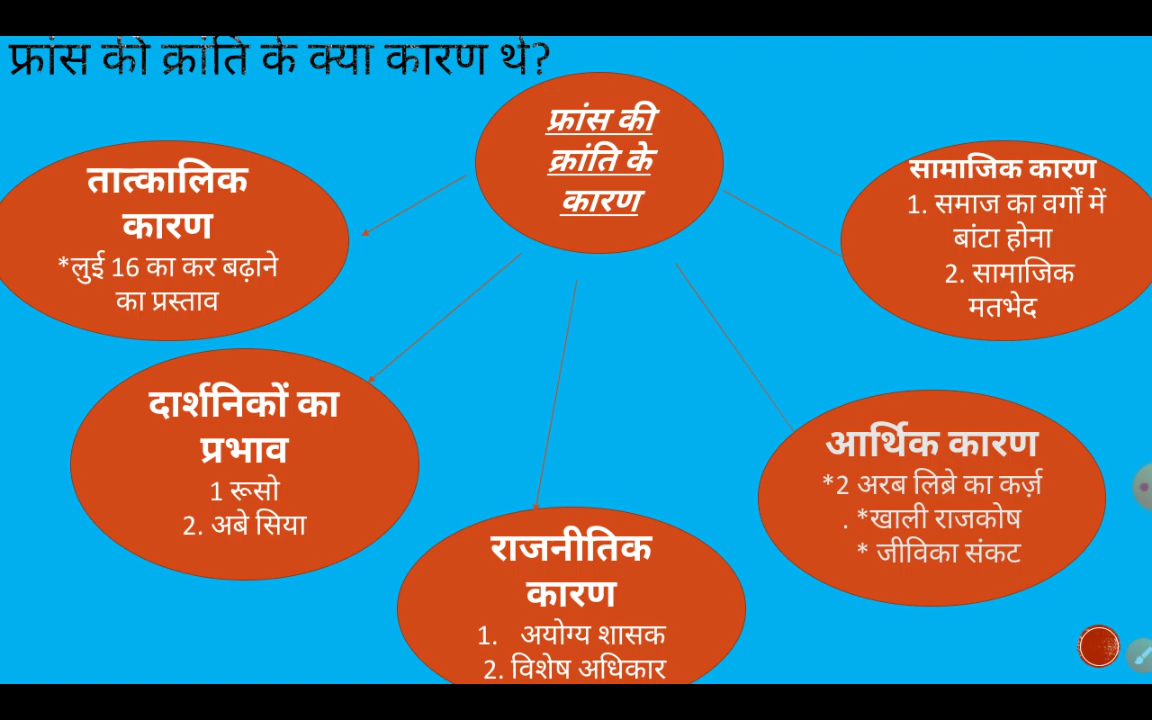 फ्रांस की क्रांति के क्या कारण थे?
फ्रांस की
क्रांति के
कारण
तात्कालिक
कारण
*लुई 16 का कर बढ़ाने
का प्रस्ताव
सामाजिक कारण
1. समाज का वर्गों में
बांटा होना
2. सामाजिक
मतभेद
दार्शनिकों का
प्रभाव
1 रूसो
2. अबे सिया
आर्थिक कारण
*2 अरब लिब्रे का कर्ज़
. *खाली राजकोष
* जीविका संकट
राजनीतिक
कारण
1. अयोग्य शासक
2. विशेष अधिकार